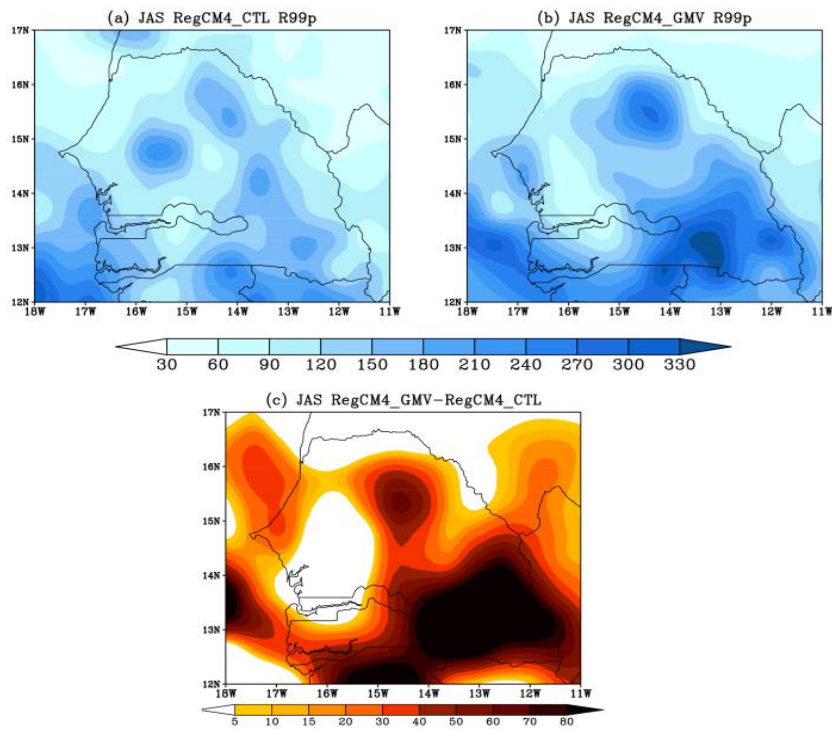 (a) JAS RegCM4_CTL R99p
(b) JAS RegCM4_GMV R99p
17N
16N
15N
14N
13N
12N
18W 17W 16W 15W 14W 13W 12W 11W
17N
16N
15N
14N
13N
12N
18W 17W 16W 15W 14W 13W 12W 11W
30 60 90 120 150 180 210 240 270 300 330
(c) JAS RegCM4_GMV-RegCM4_CTL
17N
16N
15N
14N
13N
12N
18W 17W 16W 15W 14W 13W 12W 11W
5 10 15 20 30 40 60 70 80